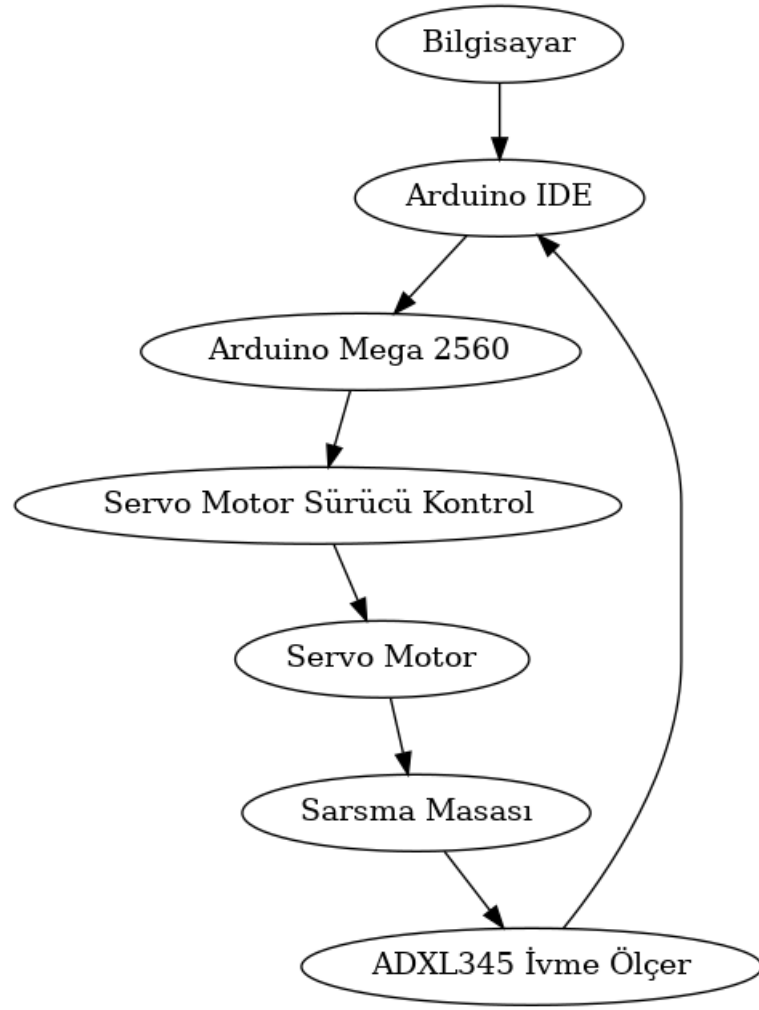 Bilgisayar
Arduino IDE
Arduino Mega 2560
Servo Motor Sürücü Kontrol
Servo Motor
Sarsma Masası
ADXL345 İvme Ölçer